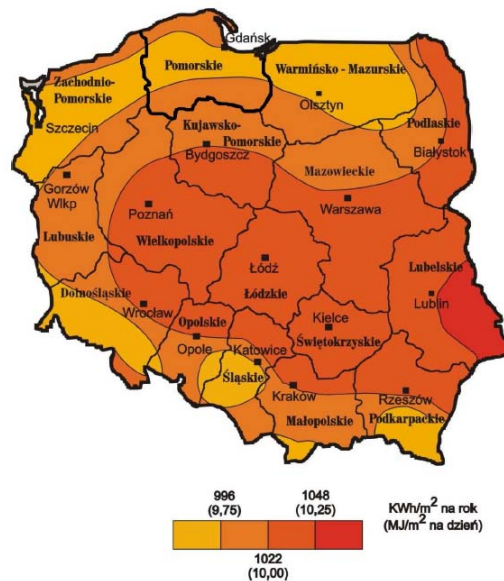 Gdańsk
Pomorskie
Warmińsko - Mazurskie
Zachodnio-
Pomorskie
Olsztyn
Szczecin
Podlaskie
Kujawsko-
Pomorskie
Białystok
Bydgoszcz
Mazowieckie
Gorzów
Wlkp
Poznań
Warszawa
Lubuskie
Wielkopolskie
Łódź
Łódzkie
Lubelskie
Lublin
Dolnośląskie
Wrocław
Kielce
Świętokrzyskie
Opolskie
Opole
Katowice
Śląskie
Kraków
Rzeszów
Małopolskie
Podkarpackie
996
(9,75)
1048
(10,25)
KWh/m² na rok
(MJ/m² na dzień)
1022
(10,00)